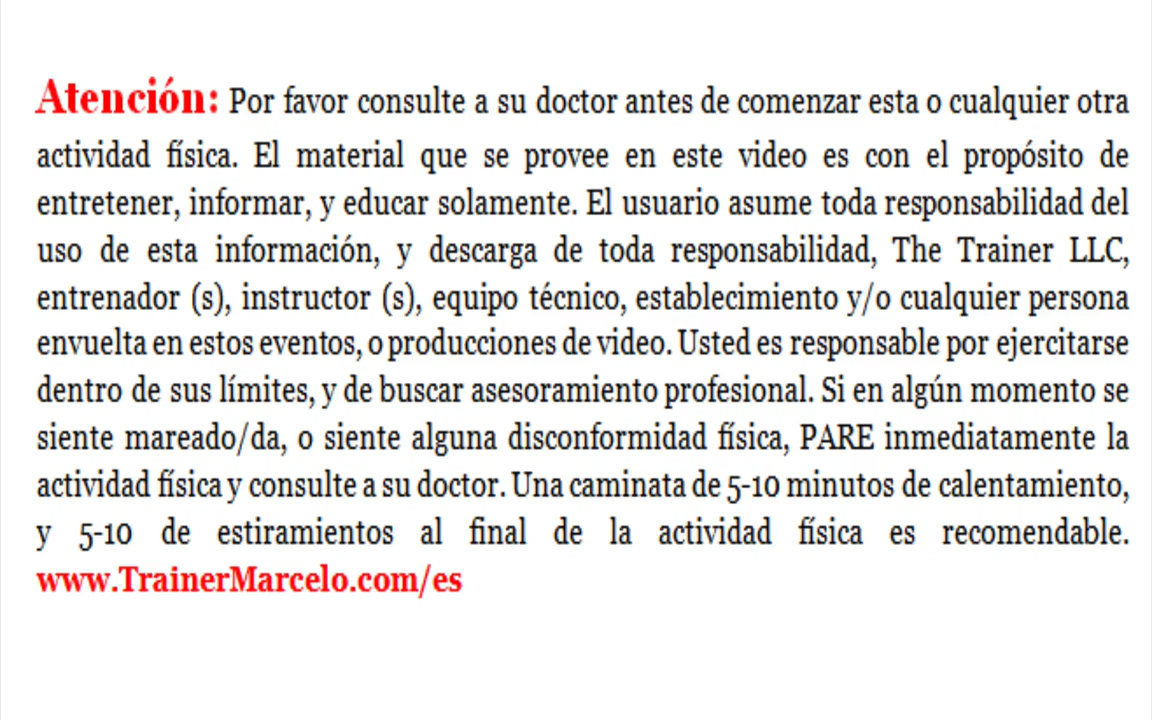 Atención: Por favor consulte a su doctor antes de comenzar esta o cualquier otra
actividad física. El material que se provee en este video es con el propósito de
entretener, informar, y educar solamente. El usuario asume toda responsabilidad del
uso de esta información, y descarga de toda responsabilidad, The Trainer LLC,
entrenador (s), instructor (s), equipo técnico, establecimiento y/o cualquier persona
envuelta en estos eventos, o producciones de video. Usted es responsable por ejercitarse
dentro de sus límites, y de buscar asesoramiento profesional. Si en algún momento se
siente mareado/da, o siente alguna disconformidad física, PARE inmediatamente la
actividad física y consulte a su doctor. Una caminata de 5-10 minutos de calentamiento,
y 5-10 de estiramientos al final de la actividad física es recomendable.
www.TrainerMarcelo.com/es